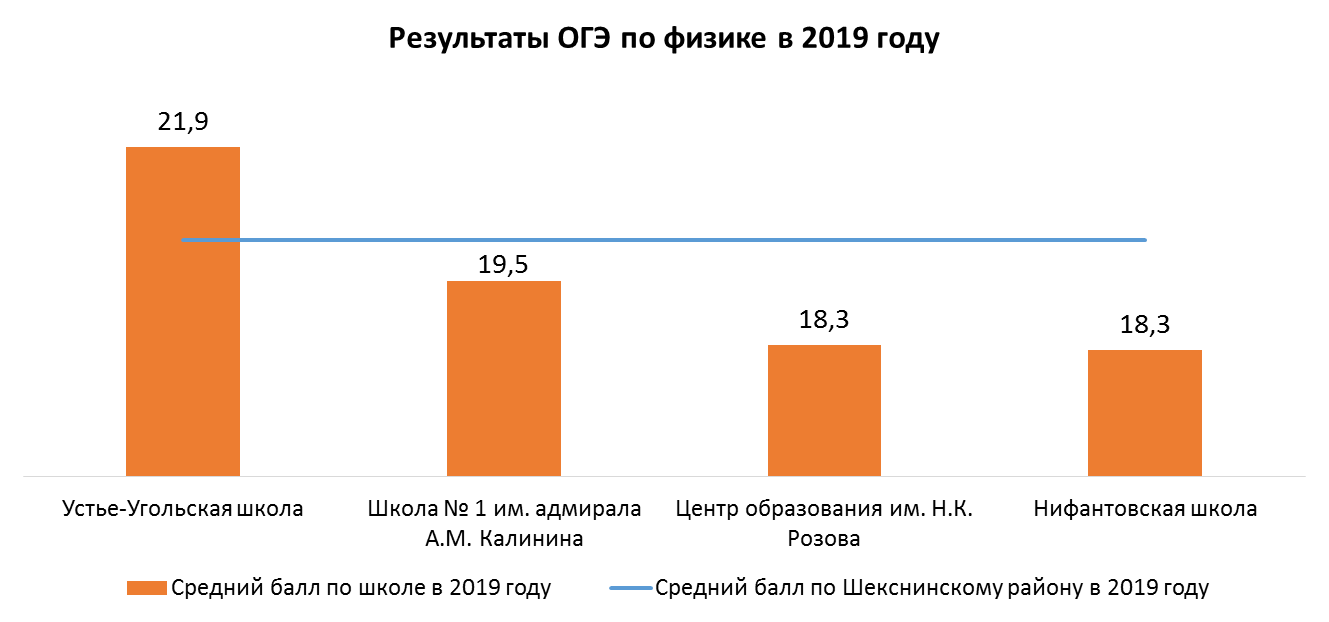 Результаты ОГЭ по физике в 2019 году
21,9
19,5
18,3
18,3
Устье-Угольская школа
Школа № 1 им. адмирала
А.М. Калинина
Центр образования им. Н.К.
Розова
Нифантовская школа
Средний балл по школе в 2019 году
Средний балл по Шекснинскому району в 2019 году